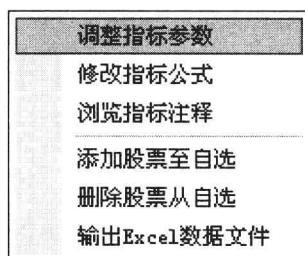 调整指标参数
修改指标公式
浏览指标注释
添加股票至自选
删除股票从自选
输出Excel数据文件